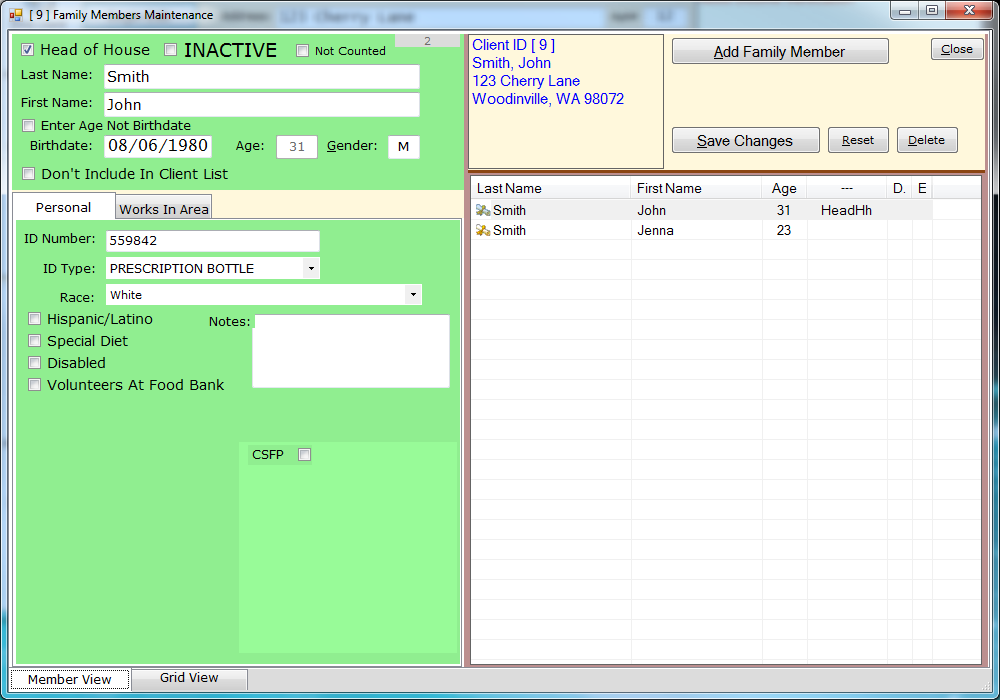 [ 9 ] Family Members Maintenance
Head of House INACTIVE Not Counted 2
Last Name: Smith
First Name: John
Enter Age Not Birthdate
Birthdate: 08/06/1980 Age: 31 Gender: M
Don't Include In Client List
Client ID [ 9 ]
Smith, John
123 Cherry Lane
Woodinville, WA 98072
Add Family Member Close
Save Changes Reset Delete
Personal Works In Area
ID Number: 559842
ID Type: PRESCRIPTION BOTTLE
Race: White
Hispanic/Latino Notes:
Special Diet
Disabled
Volunteers At Food Bank
CSFP
Last Name First Name Age --- D. E
Smith John 31 HeadHh
Smith Jenna 23
Member View Grid View